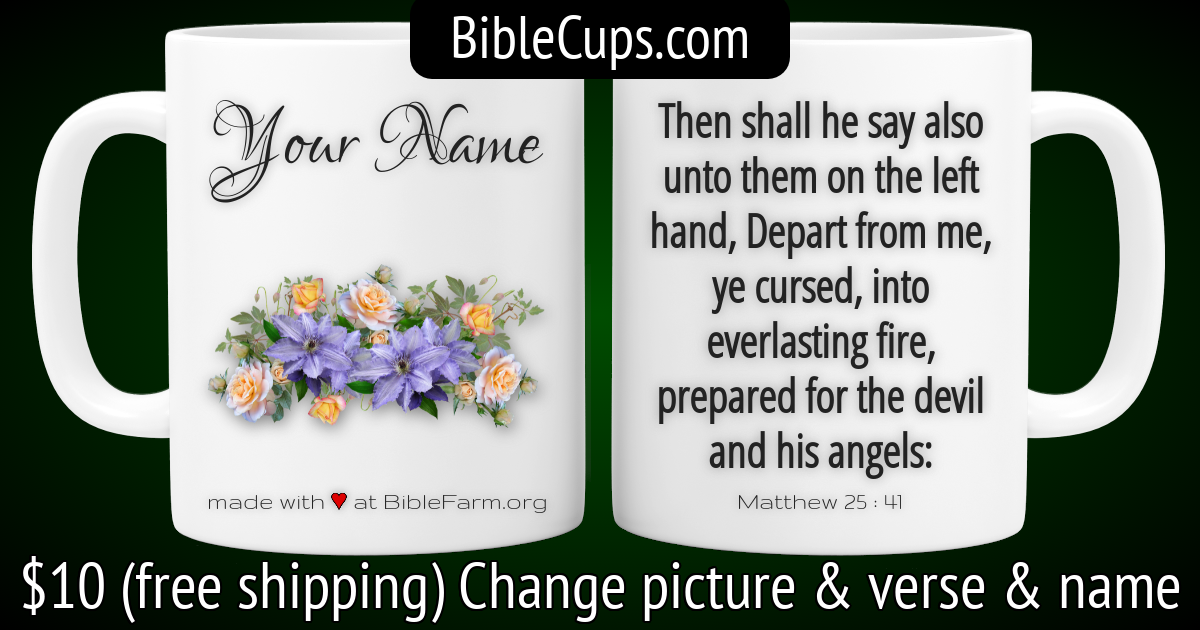 BibleCups.com
Your Name
made with ♥ at BibleFarm.org
Then shall he say also
unto them on the left
hand, Depart from me,
ye cursed, into
everlasting fire,
prepared for the devil
and his angels:
Matthew 25 : 41
$10 (free shipping) Change picture & verse & name